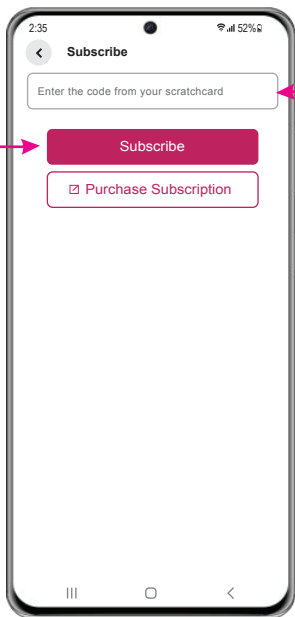 2:35 52%
Subscribe
Enter the code from your scratchcard
Subscribe
Purchase Subscription